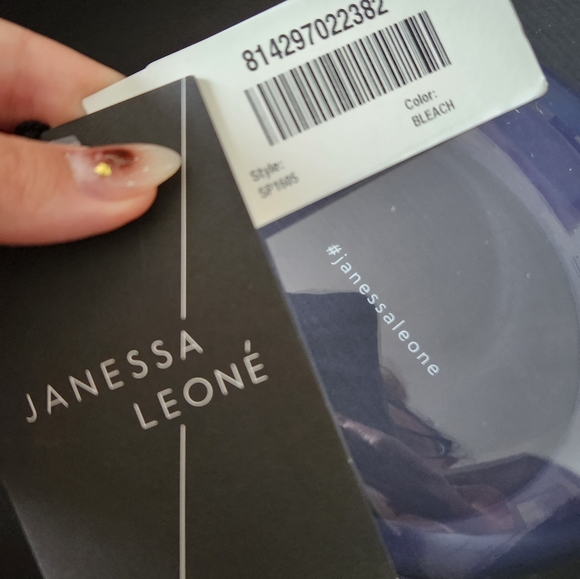 814297022382
Color:
BLEACH
Style:
SP1605
#janessaleone
JANESSA
LEONÉ